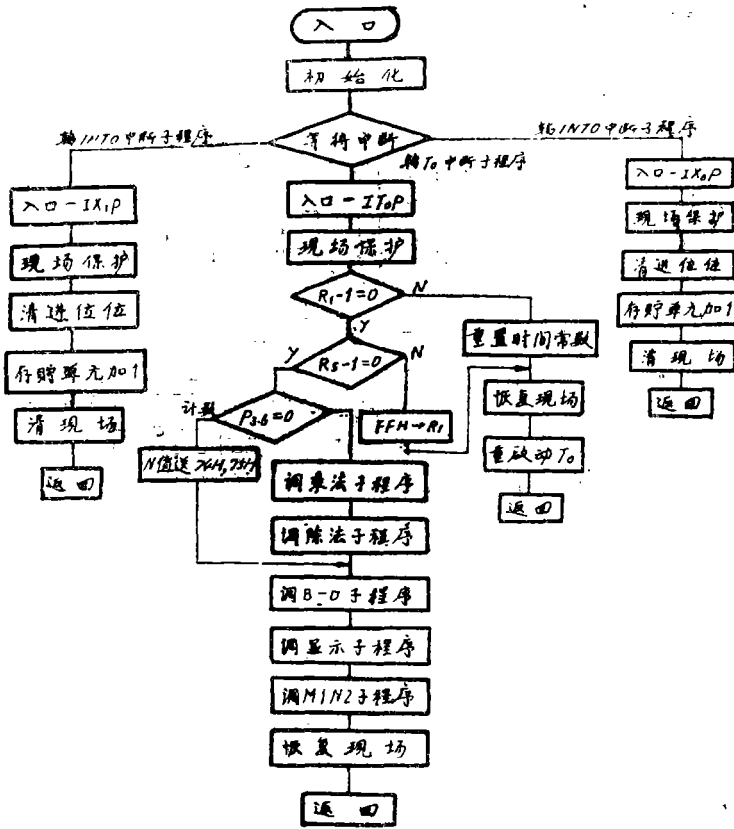 入口
初始化
等待中断
转INT0中断子程序
转INT0中断子程序
转T0中断子程序
入口-IX1P
现场保护
清进位位
存贮单元加1
清现场
返回
入口-IT0P
现场保护
R1-1=0
N
Y
R5-1=0
Y
N
P3.6=0
计数
N值送74H,75H
FFH→R1
调乘法子程序
调除法子程序
调B-D子程序
调显示子程序
调MIN2子程序
恢复现场
返回
重置时间常数
恢复现场
重启动T0
返回
入口-IX0P
现场保护
清进位位
存贮单元加1
清现场
返回